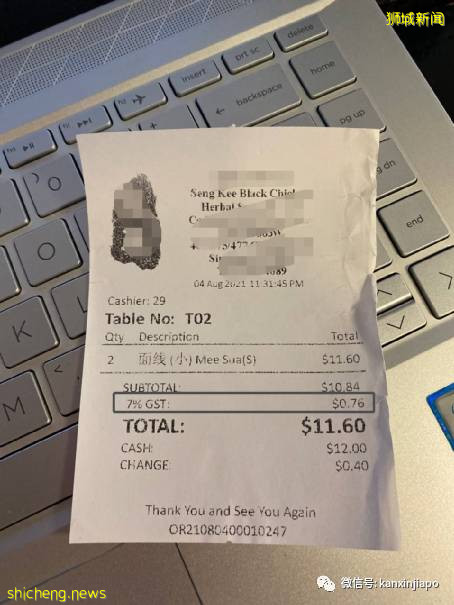 狮城新闻
delete
prt sc
insert
home
backspace
pg up
pg dn
end
O
K
M
Seng Kee Black Chick
Herbal
04 Aug 2021 11:31:45 PM
Cashier: 29
Table No: T02
Qty Description Total
2 面线 (小) Mee Sua(S) $11.60
SUBTOTAL: $10.84
7% GST: $0.76
TOTAL: $11.60
CASH: $12.00
CHANGE: $0.40
Thank You and See You Again
OR21080400010247
shicheng.news
微信号: kanxinjiapo